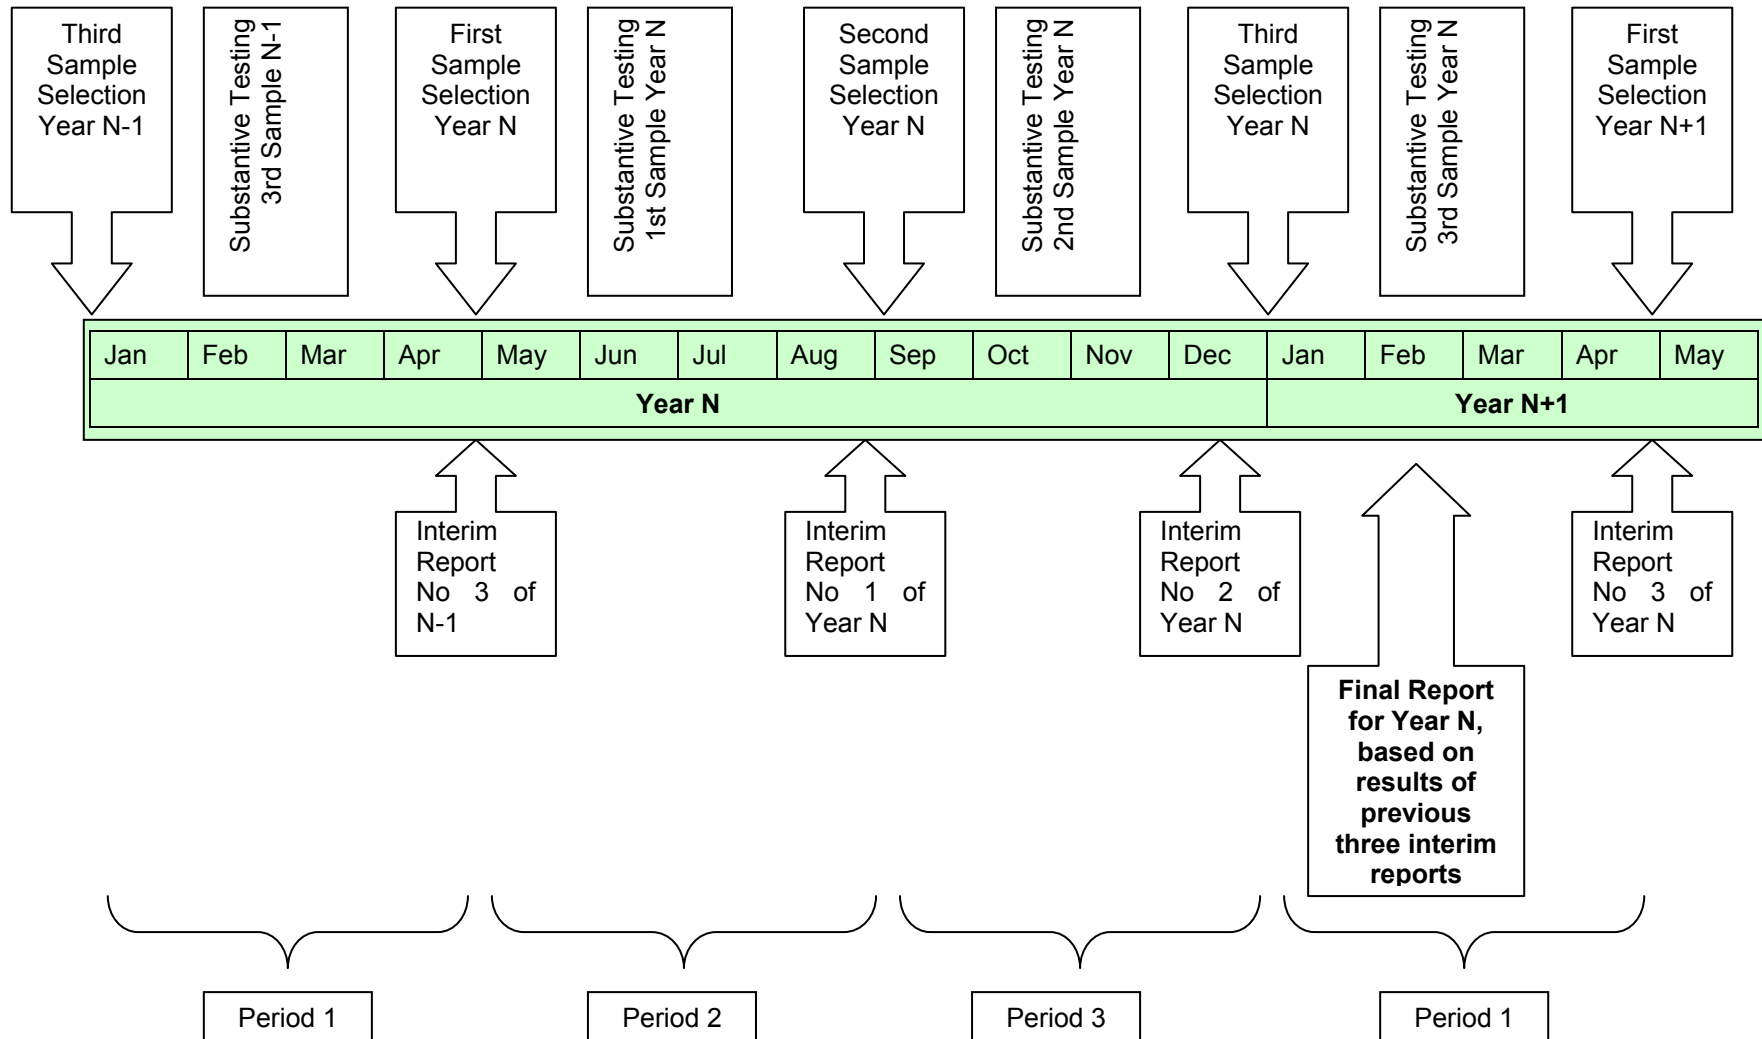 Third
Sample
Selection
Year N-1
Substantive Testing
3rd Sample N-1
First
Sample
Selection
Year N
Substantive Testing
1st Sample Year N
Second
Sample
Selection
Year N
Substantive Testing
2nd Sample Year N
Third
Sample
Selection
Year N
Substantive Testing
3rd Sample Year N
First
Sample
Selection
Year N+1
Jan Feb Mar Apr May Jun Jul Aug Sep Oct Nov Dec Jan Feb Mar Apr May
Year N Year N+1
Interim
Report
No 3 of
N-1
Interim
Report
No 1 of
Year N
Interim
Report
No 2 of
Year N
Interim
Report
No 3 of
Year N
Final Report
for Year N,
based on
results of
previous
three interim
reports
Period 1
Period 2
Period 3
Period 1